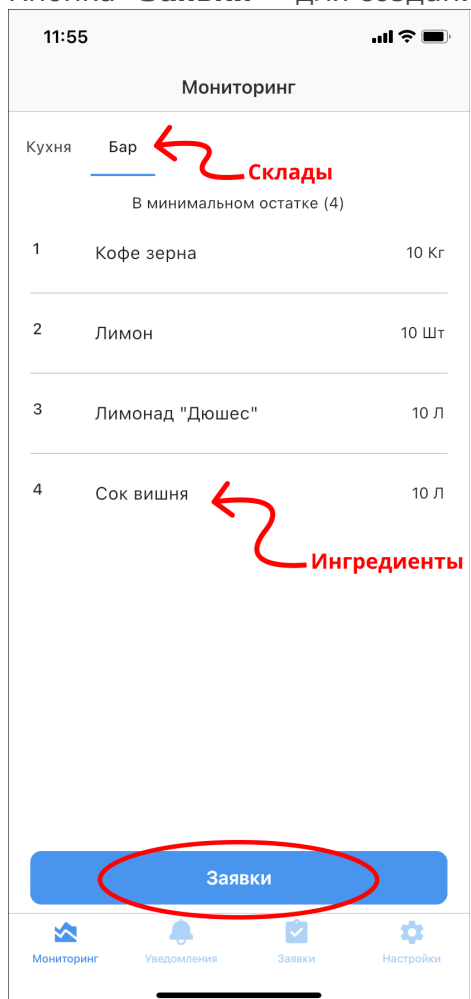 11:55
Мониторинг
Кухня Бар
Склады
В минимальном остатке (4)
1 Кофе зерна 10 Кг
2 Лимон 10 Шт
3 Лимонад "Дюшес" 10 Л
4 Сок вишня 10 Л
Ингредиенты
Заявки
Мониторинг Уведомления Заявки Настройки